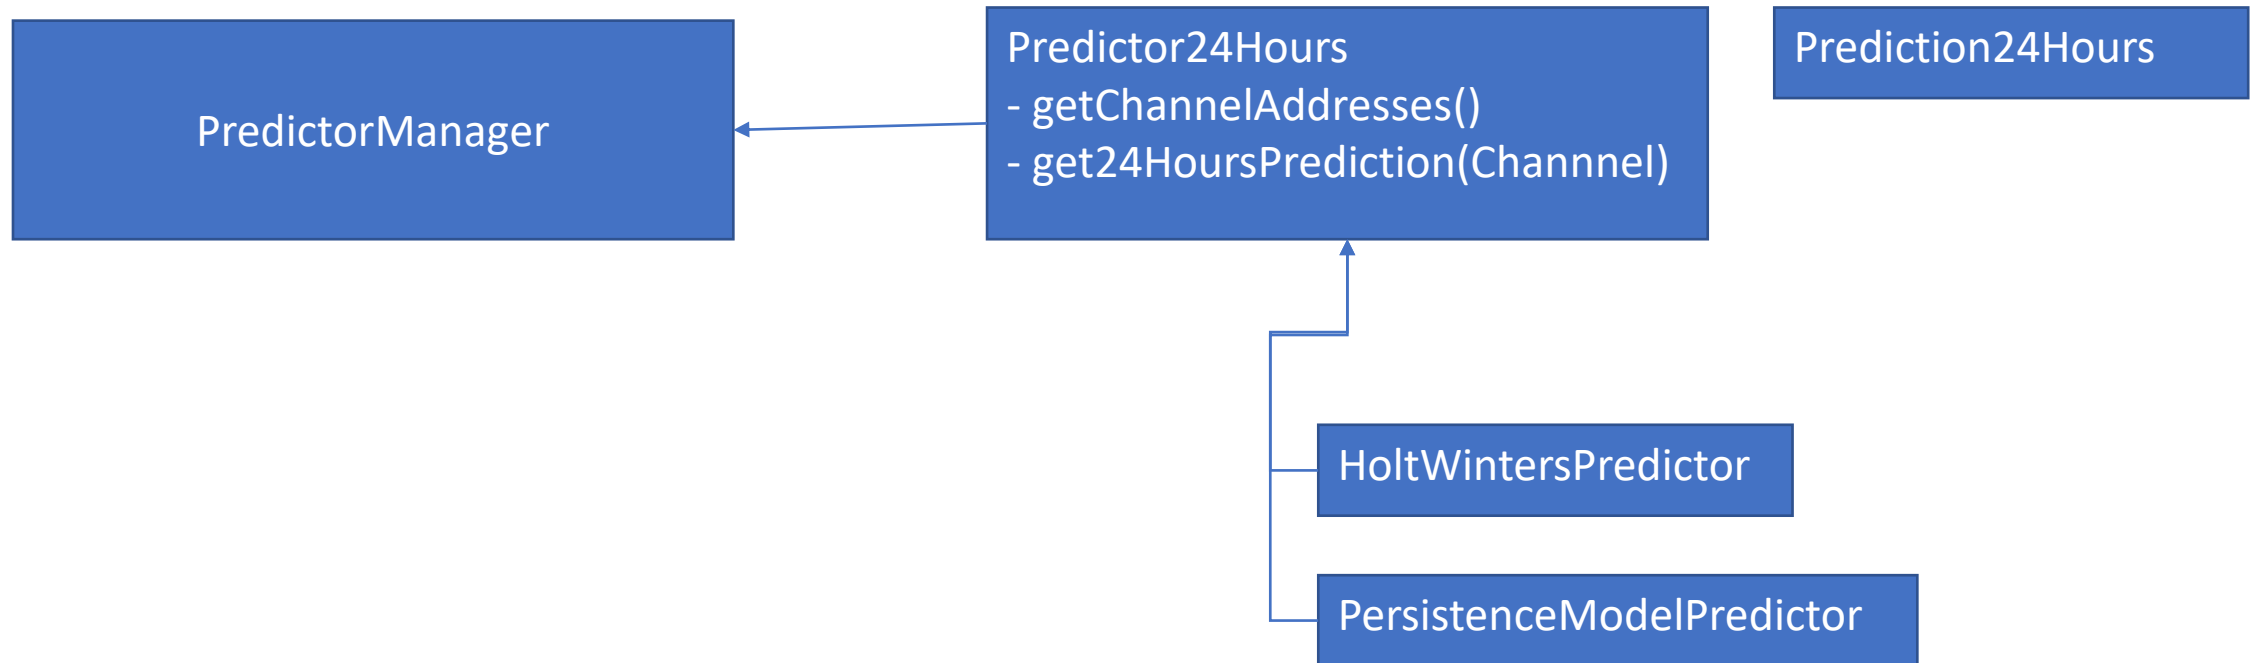 PredictorManager
Predictor24Hours
- getChannelAddresses()
- get24HoursPrediction(Channnel)
Prediction24Hours
HoltWintersPredictor
PersistenceModelPredictor